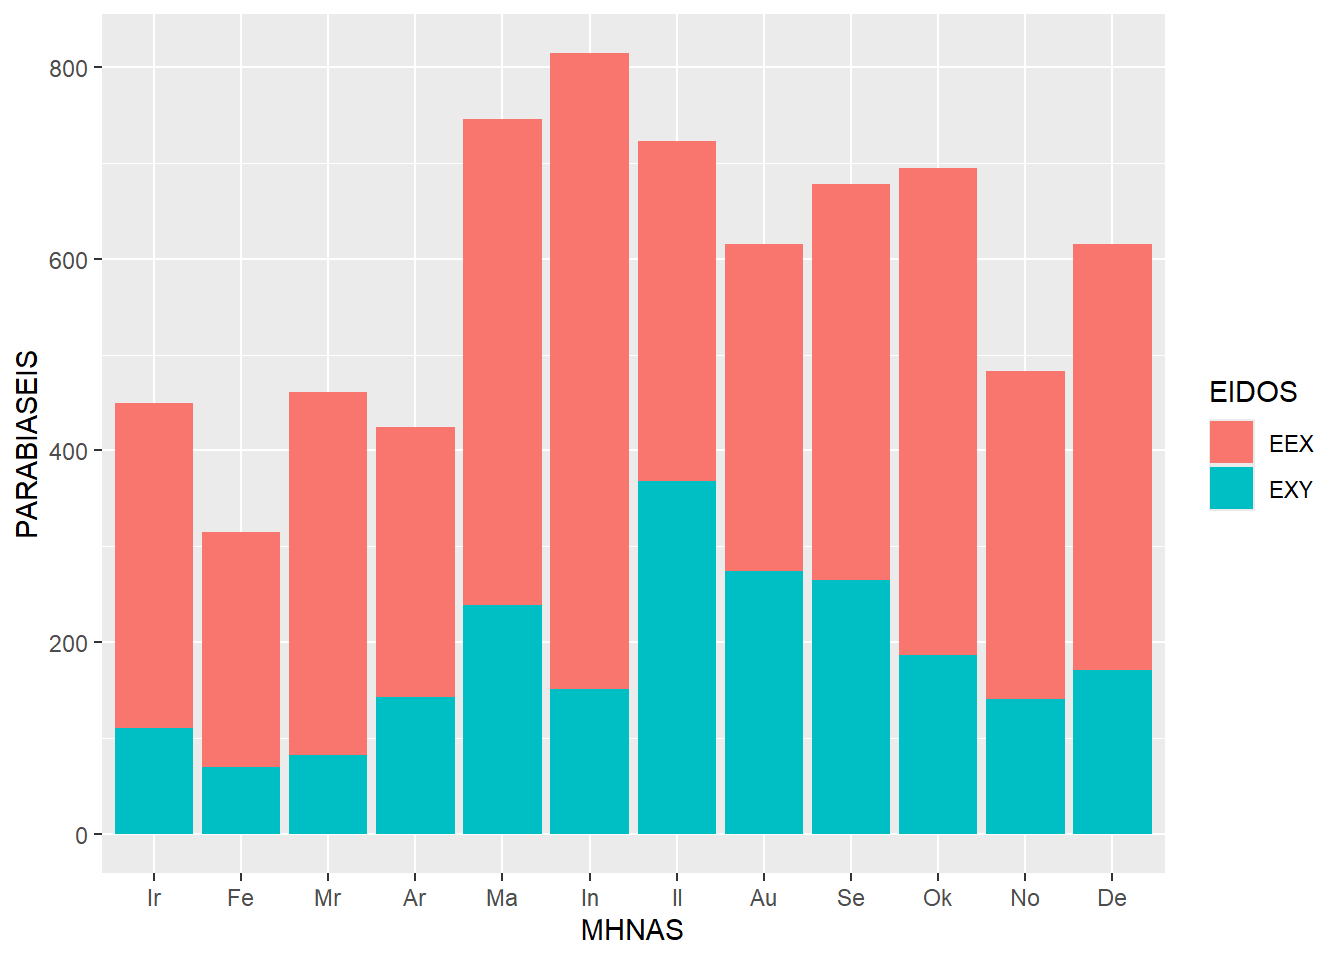 PARABIASEIS
800
600
400
200
0
Ir Fe Mr Ar Ma In Il Au Se Ok No De
MHNAS
EIDOS
EEX
EXY